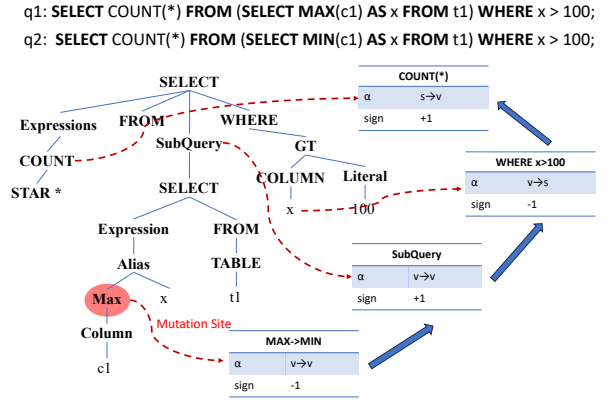 q1: SELECT COUNT(*) FROM (SELECT MAX(c1) AS x FROM t1) WHERE x > 100;
q2: SELECT COUNT(*) FROM (SELECT MIN(c1) AS x FROM t1) WHERE x > 100;
SELECT
Expressions
FROM
WHERE
COUNT
SubQuery
GT
STAR *
SELECT
COLUMN
Literal
x
100
Expression
FROM
Alias
TABLE
Max
x
t1
Column
Mutation Site
c1
COUNT(*)
α s→v
sign +1
WHERE x>100
α v→s
sign -1
SubQuery
α v→v
sign +1
MAX->MIN
α v→v
sign -1